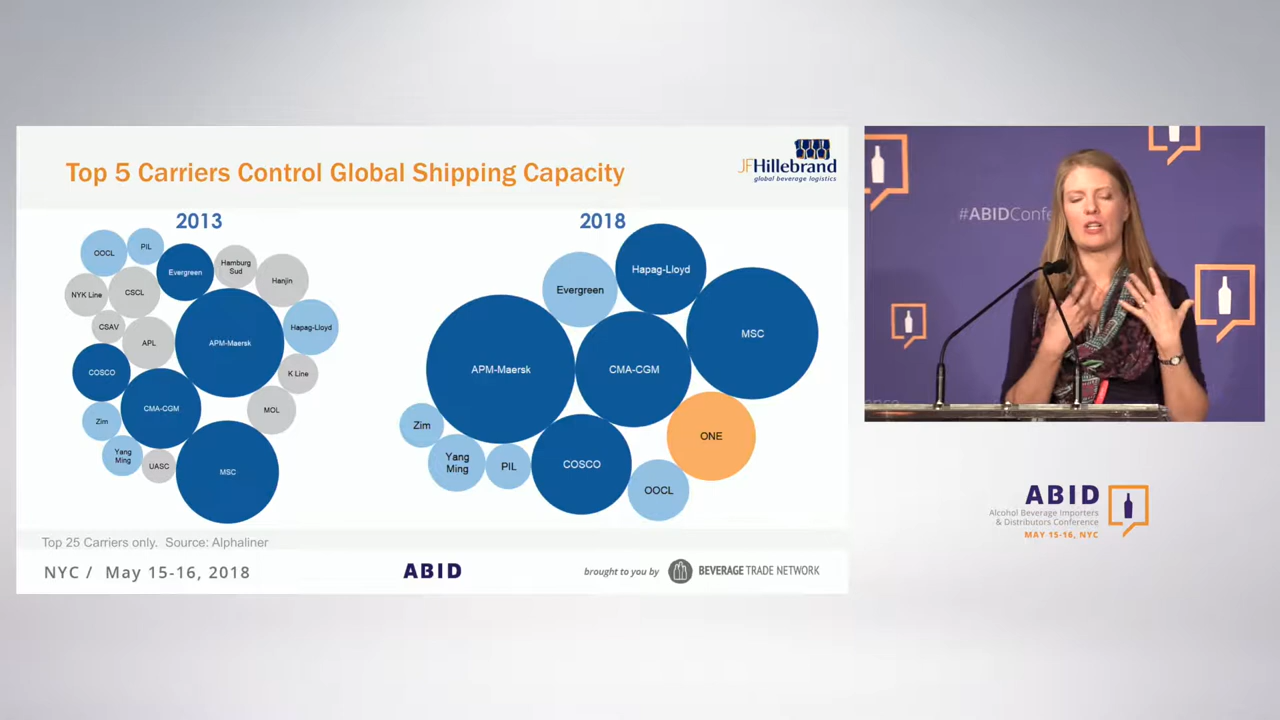 Top 5 Carriers Control Global Shipping Capacity
JFHillebrand
global beverage logistics
2013
OOCL
PIL
Evergreen
Hamburg
Sud
Hanjin
NYK Line
CSCL
CSAV
APL
APM-Maersk
Hapag-Lloyd
COSCO
K Line
CMA-CGM
MOL
Zim
Yang
Ming
UASC
MSC
2018
Evergreen
Hapag-Lloyd
MSC
APM-Maersk
CMA-CGM
Zim
Yang
Ming
PIL
COSCO
ONE
OOCL
Top 25 Carriers only. Source: Alphaliner
NYC / May 15-16, 2018
ABID
brought to you by
BEVERAGE TRADE NETWORK
#ABIDConfe
ence
ABID
Alcohol Beverage Importers
& Distributors Conference
MAY 15-16, NYC